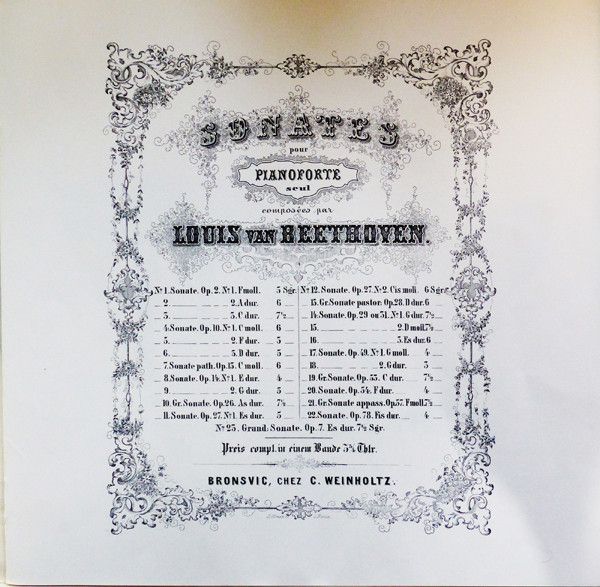 SONATES
pour
PIANOFORTE
seul
composées par
LOUIS VAN BEETHOVEN.
No 1. Sonate. Op. 2. No 1. F moll. 5 Sgr.
2. 2. A dur. 6
3. 3. C dur. 7½
4. Sonate. Op. 10. No 1. C moll. 6
5. 2. F dur. 5
6. 3. D dur. 5
7. Sonate path. Op. 13. C moll. 6
8. Sonate. Op. 14. No 1. E dur. 4
9. 2. G dur. 5
10. Gr. Sonate. Op. 26. As dur. 7½
11. Sonate. Op. 27. No 1. Es dur. 5
No 12. Sonate. Op. 27. No 2. Cis moll. 6 Sgr.
13. Gr. Sonate pastor. Op. 28. D dur. 6
14. Sonate. Op. 29 ou 31. No 1. G dur. 7½
15. 2. D moll. 7½
16. 3. Es dur. 6
17. Sonate. Op. 49. No 1. G moll. 4
18. 2. G dur. 3
19. Gr. Sonate. Op. 53. C dur. 7½
20. Sonate. Op. 54. F dur. 4
21. Gr. Sonate appass. Op. 57. F moll. 7½
22. Sonate. Op. 78. Fis dur. 4
No 23. Grand. Sonate. Op. 7. Es dur. 7½ Sgr.
Preis compl. in einem Bande 3⅔ Thlr.
BRONSVIC, CHEZ C. WEINHOLTZ.